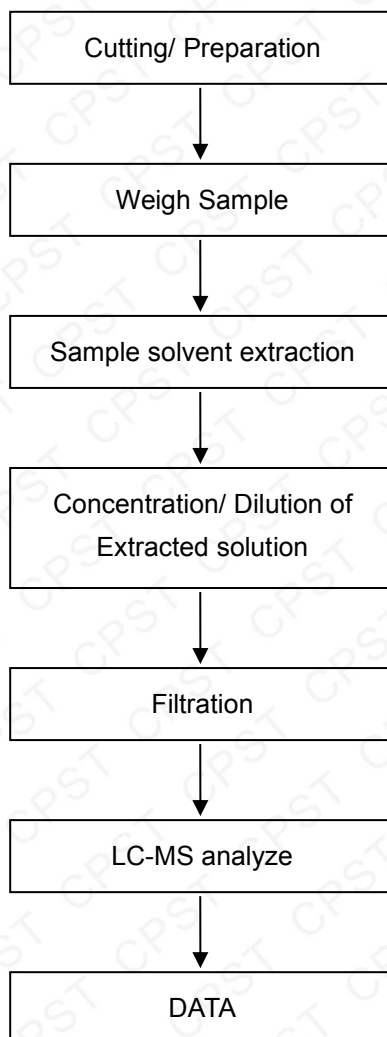 Cutting/ Preparation
Weigh Sample
Sample solvent extraction
Concentration/ Dilution of
Extracted solution
Filtration
LC-MS analyze
DATA